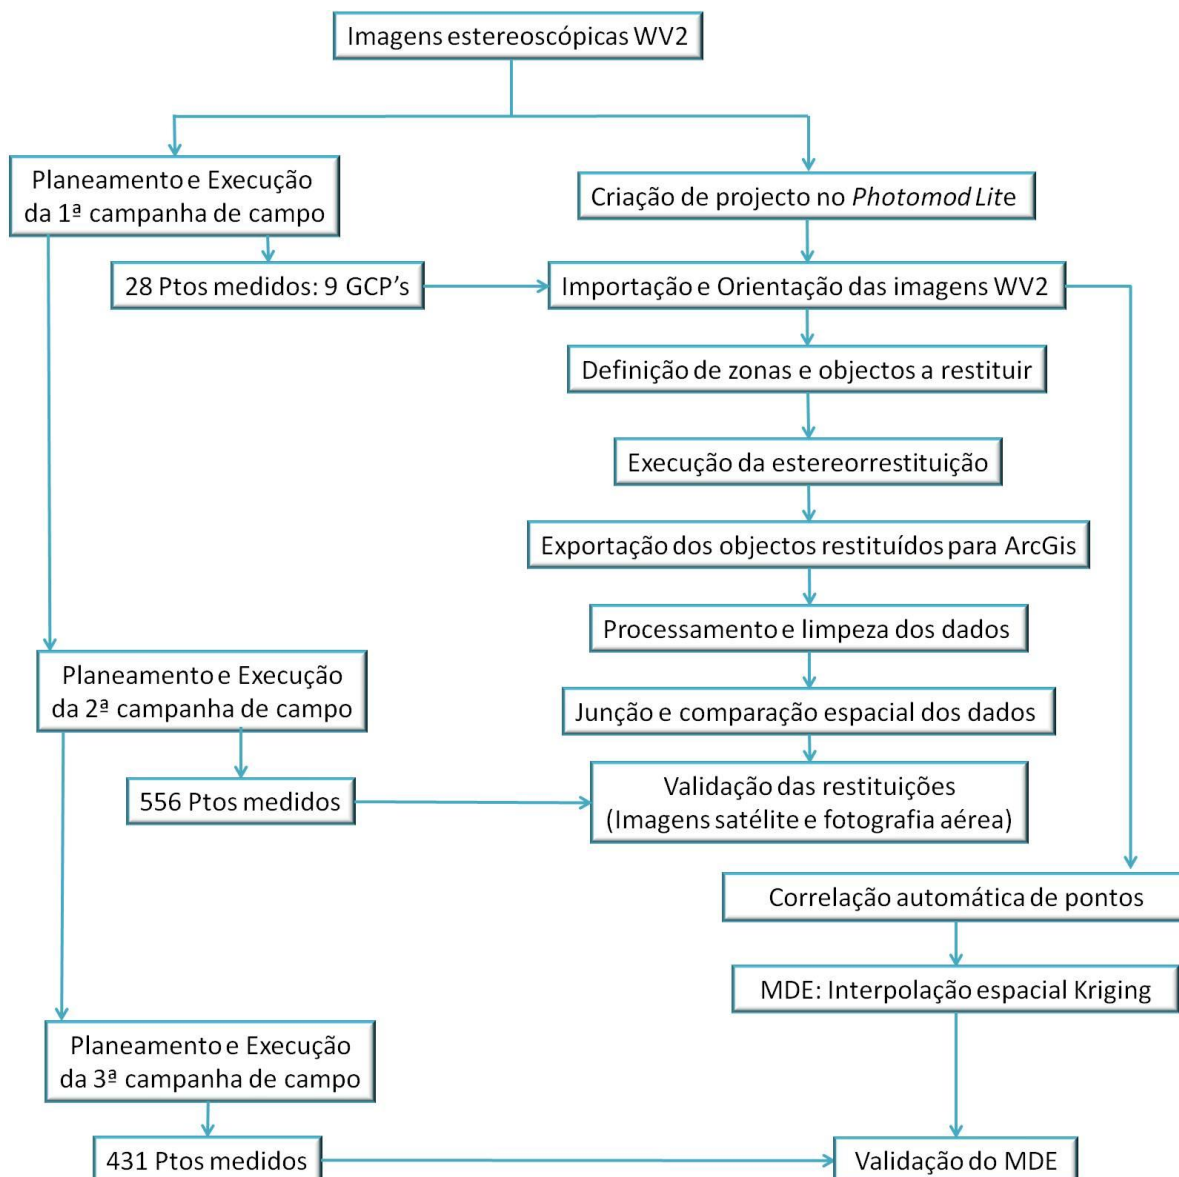 Imagens estereoscópicas WV2
Planeamento e Execução
da 1ª campanha de campo
Criação de projecto no Photomod Lite
28 Ptos medidos: 9 GCP’s
Importação e Orientação das imagens WV2
Definição de zonas e objectos a restituir
Execução da estereorrestituição
Exportação dos objectos restituídos para ArcGis
Processamento e limpeza dos dados
Planeamento e Execução
da 2ª campanha de campo
Junção e comparação espacial dos dados
556 Ptos medidos
Validação das restituições
(Imagens satélite e fotografia aérea)
Correlação automática de pontos
MDE: Interpolação espacial Kriging
Planeamento e Execução
da 3ª campanha de campo
431 Ptos medidos
Validação do MDE